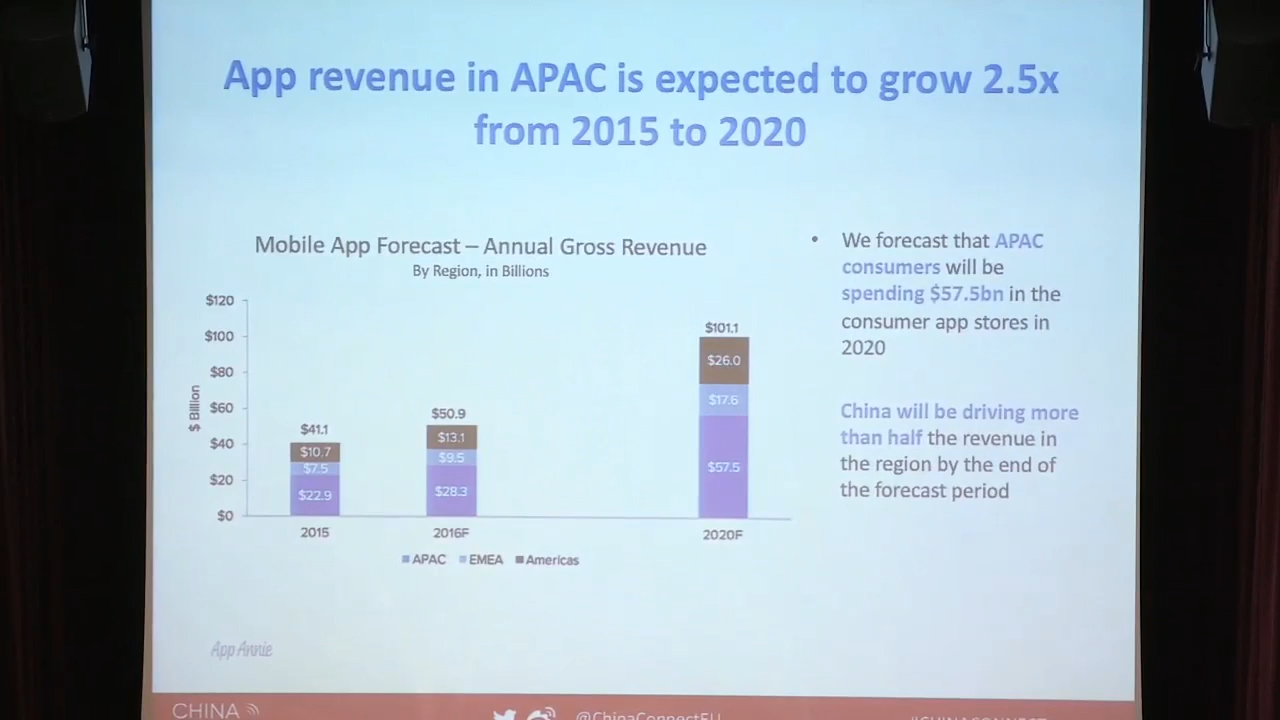 App revenue in APAC is expected to grow 2.5x
from 2015 to 2020
Mobile App Forecast – Annual Gross Revenue
By Region, in Billions
$ Billion
$120
$100
$80
$60
$40
$20
$0
$41.1
$10.7
$7.5
$22.9
$50.9
$13.1
$9.5
$28.3
$101.1
$26.0
$17.6
$57.5
2015
2016F
2020F
APAC EMEA Americas
• We forecast that APAC
consumers will be
spending $57.5bn in the
consumer app stores in
2020
China will be driving more
than half the revenue in
the region by the end of
the forecast period
App Annie
CHINA
@ChinaConnectEU
#CHINACONNECT